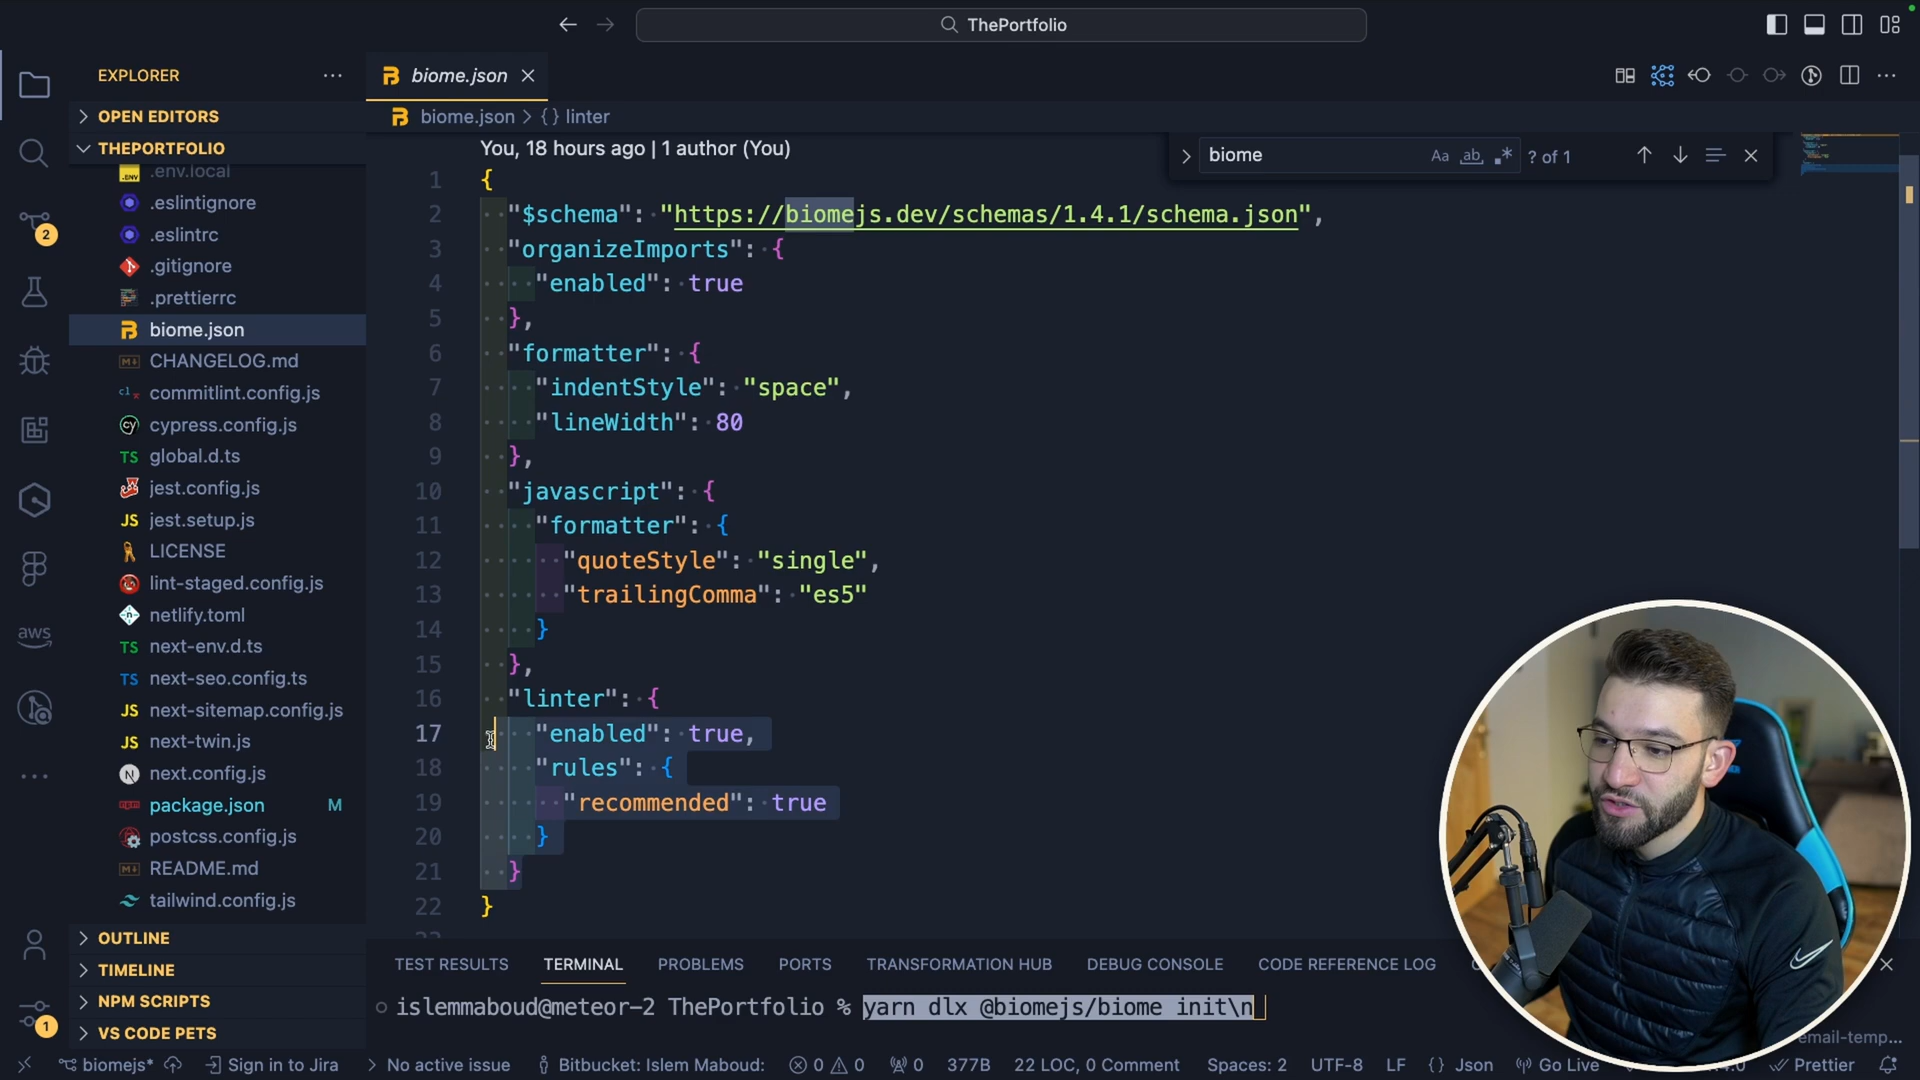 ThePortfolio
EXPLORER
OPEN EDITORS
THEPORTFOLIO
.env.local
.eslintignore
.eslintrc
.gitignore
.prettierrc
biome.json
CHANGELOG.md
commitlint.config.js
cypress.config.js
global.d.ts
jest.config.js
jest.setup.js
LICENSE
lint-staged.config.js
netlify.toml
next-env.d.ts
next-seo.config.ts
next-sitemap.config.js
next-twin.js
next.config.js
package.json M
postcss.config.js
README.md
tailwind.config.js
OUTLINE
TIMELINE
NPM SCRIPTS
VS CODE PETS
2
aws
1
biome.json
biome.json > {} linter
You, 18 hours ago | 1 author (You)
biome Aa ab .* ? of 1
1 {
2 "$schema": "https://biomejs.dev/schemas/1.4.1/schema.json",
3 "organizeImports": {
4 "enabled": true
5 },
6 "formatter": {
7 "indentStyle": "space",
8 "lineWidth": 80
9 },
10 "javascript": {
11 "formatter": {
12 "quoteStyle": "single",
13 "trailingComma": "es5"
14 }
15 },
16 "linter": {
17 "enabled": true,
18 "rules": {
19 "recommended": true
20 }
21 }
22 }
TEST RESULTS TERMINAL PROBLEMS PORTS TRANSFORMATION HUB DEBUG CONSOLE CODE REFERENCE LOG
islemmaboud@meteor-2 ThePortfolio % yarn dlx @biomejs/biome init\n
email-temp...
biomejs* Sign in to Jira No active issue Bitbucket: Islem Maboud: 0 0 0 377B 22 LOC, 0 Comment Spaces: 2 UTF-8 LF {} Json Go Live Prettier